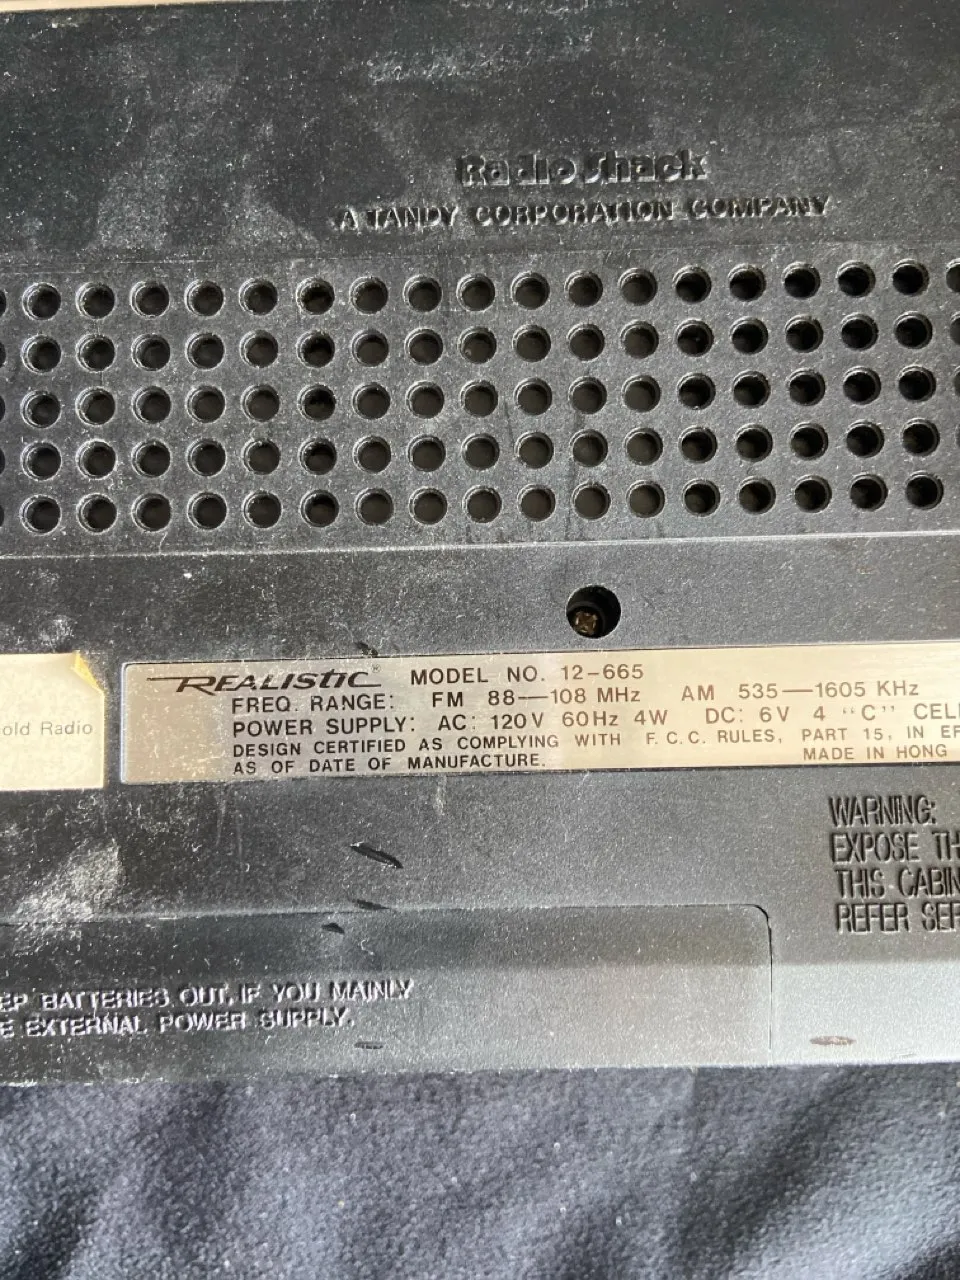 Radio Shack
A TANDY CORPORATION COMPANY
old Radio
REALISTIC® MODEL NO. 12-665
FREQ. RANGE: FM 88—108 MHz AM 535—1605 KHz
POWER SUPPLY: AC: 120V 60Hz 4W DC: 6V 4 "C" CELL
DESIGN CERTIFIED AS COMPLYING WITH F.C.C. RULES, PART 15, IN EF
AS OF DATE OF MANUFACTURE. MADE IN HONG
WARNING:
EXPOSE TH
THIS CABIN
REFER SER
EP BATTERIES OUT, IF YOU MAINLY
E EXTERNAL POWER SUPPLY.